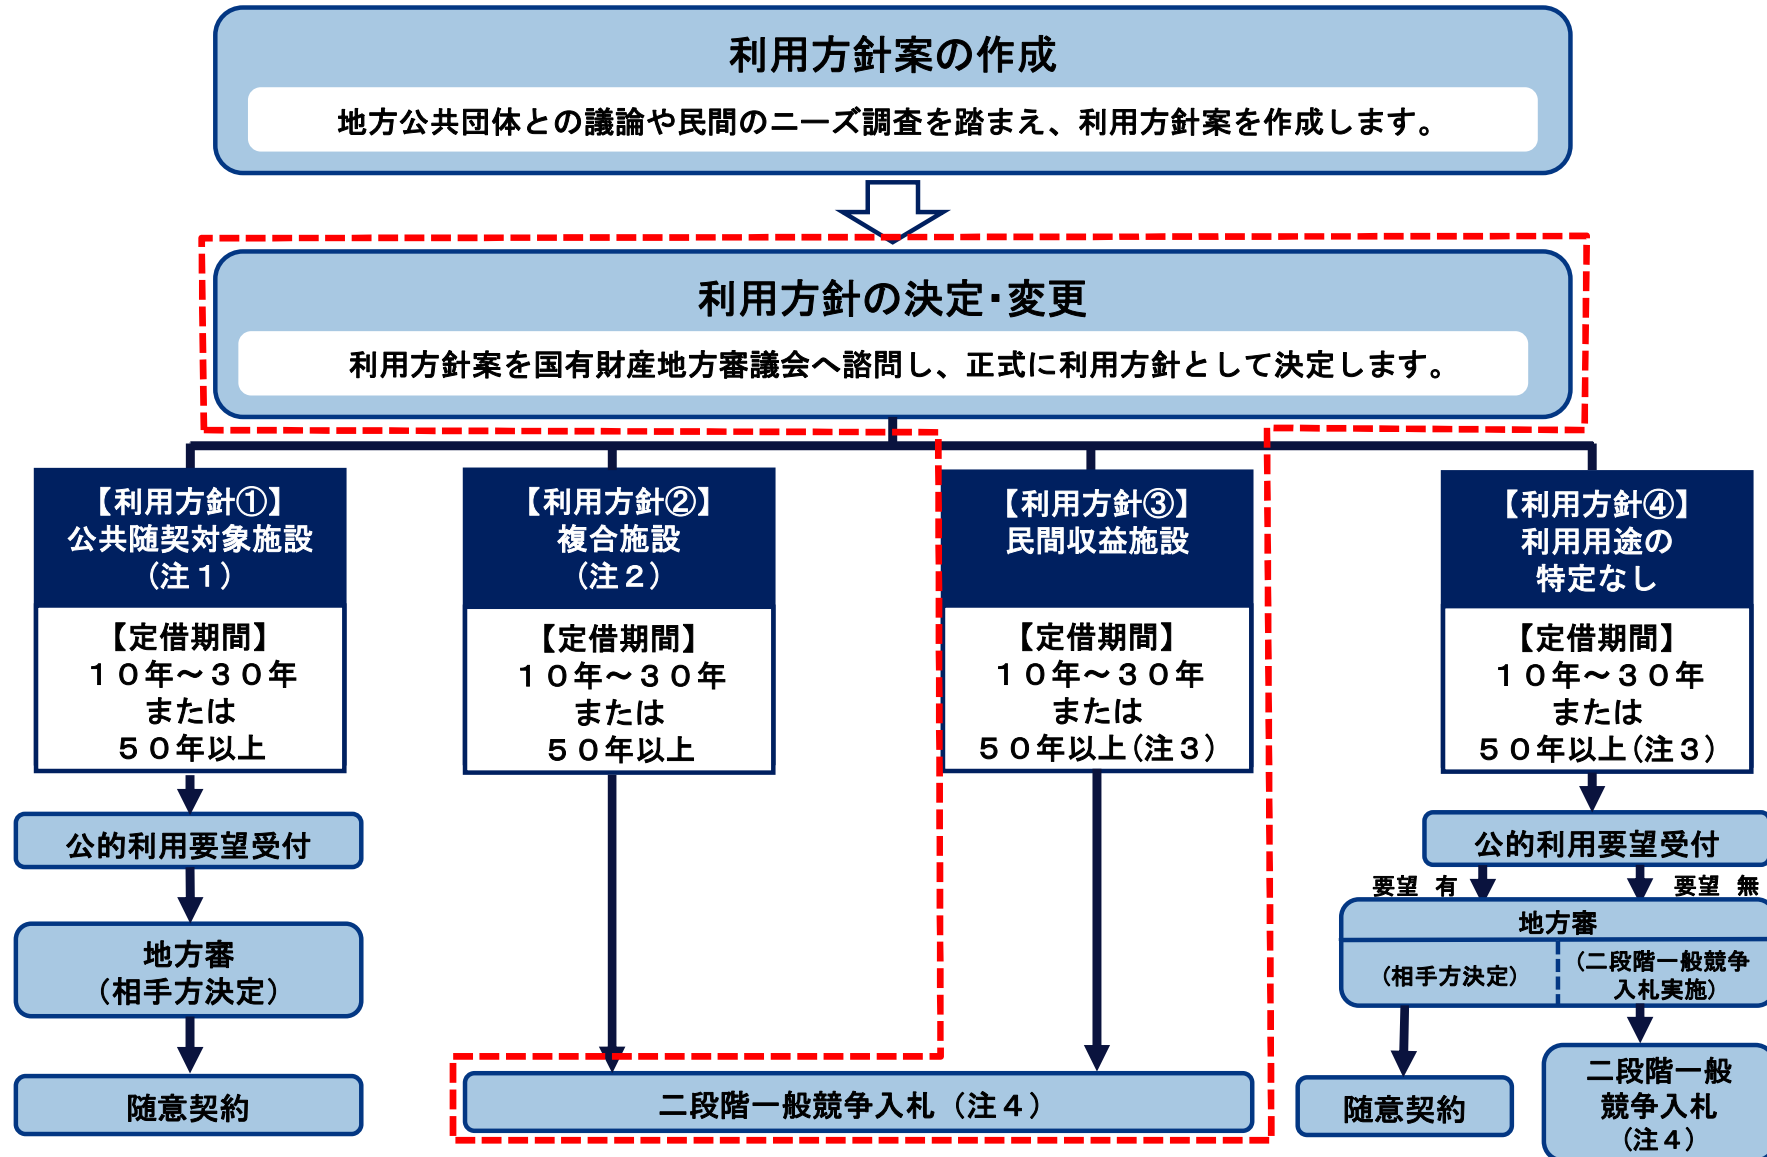 利用方針案の作成
地方公共団体との議論や民間のニーズ調査を踏まえ、利用方針案を作成します。
利用方針の決定・変更
利用方針案を国有財産地方審議会へ諮問し、正式に利用方針として決定します。
【利用方針①】
公共随契対象施設
（注１）
【定借期間】
１０年～３０年
または
５０年以上
公的利用要望受付
地方審
（相手方決定）
随意契約
【利用方針②】
複合施設
（注２）
【定借期間】
１０年～３０年
または
５０年以上
【利用方針③】
民間収益施設
【定借期間】
１０年～３０年
または
５０年以上（注３）
二段階一般競争入札（注４）
【利用方針④】
利用用途の
特定なし
【定借期間】
１０年～３０年
または
５０年以上（注３）
公的利用要望受付
要望　有
要望　無
地方審
（相手方決定）
（二段階一般競争
入札実施）
随意契約
二段階一般
競争入札
（注４）